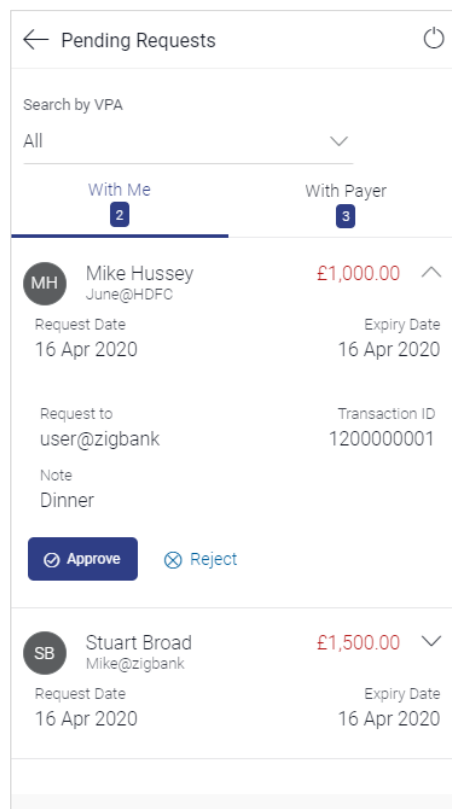 Pending Requests
Search by VPA
All
With Me
With Payer
2
3
MH
Mike Hussey
£1,000.00
June@HDFC
Request Date
Expiry Date
16 Apr 2020
16 Apr 2020
Request to
Transaction ID
user@zigbank
1200000001
Note
Dinner
Approve
Reject
SB
Stuart Broad
£1,500.00
Mike@zigbank
Request Date
Expiry Date
16 Apr 2020
16 Apr 2020